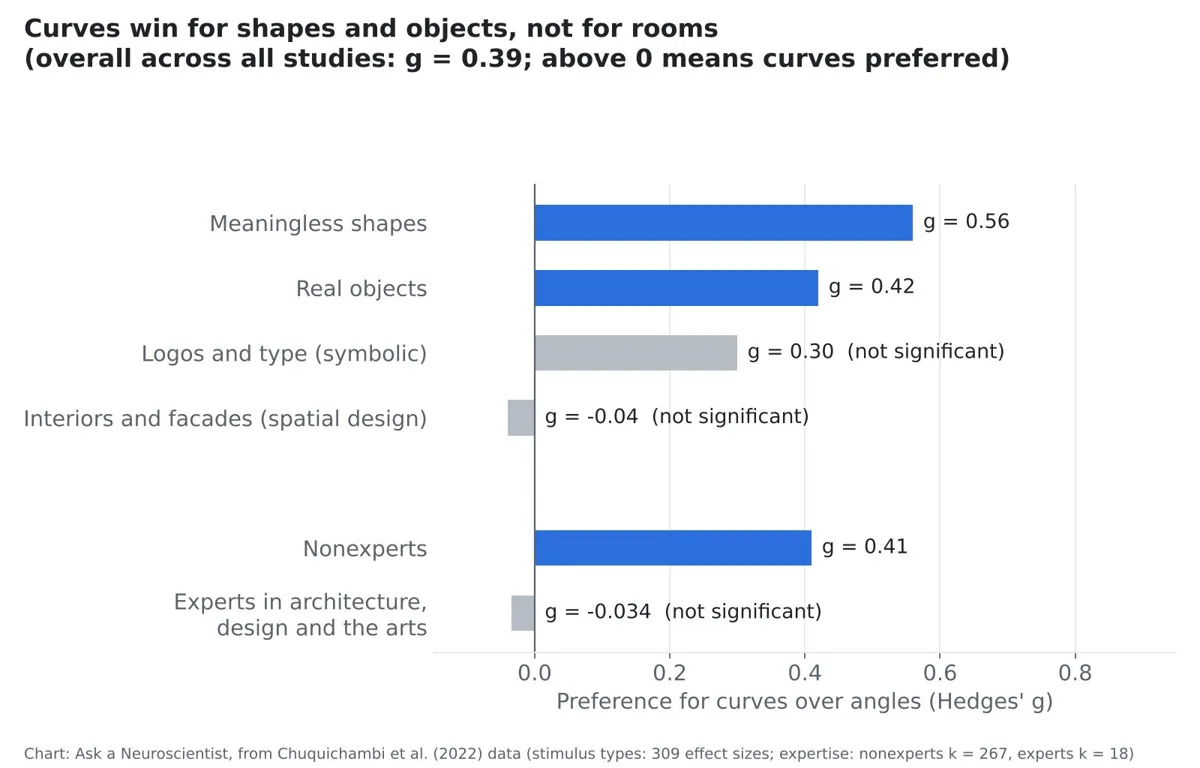 Curves win for shapes and objects, not for rooms
(overall across all studies: g = 0.39; above 0 means curves preferred)
Meaningless shapes
g = 0.56
Real objects
g = 0.42
Logos and type (symbolic)
g = 0.30 (not significant)
Interiors and facades (spatial design)
g = -0.04 (not significant)
Nonexperts
g = 0.41
Experts in architecture,
design and the arts
g = -0.034 (not significant)
0.0 0.2 0.4 0.6 0.8
Preference for curves over angles (Hedges' g)
Chart: Ask a Neuroscientist, from Chuquichambi et al. (2022) data (stimulus types: 309 effect sizes; expertise: nonexperts k = 267, experts k = 18)